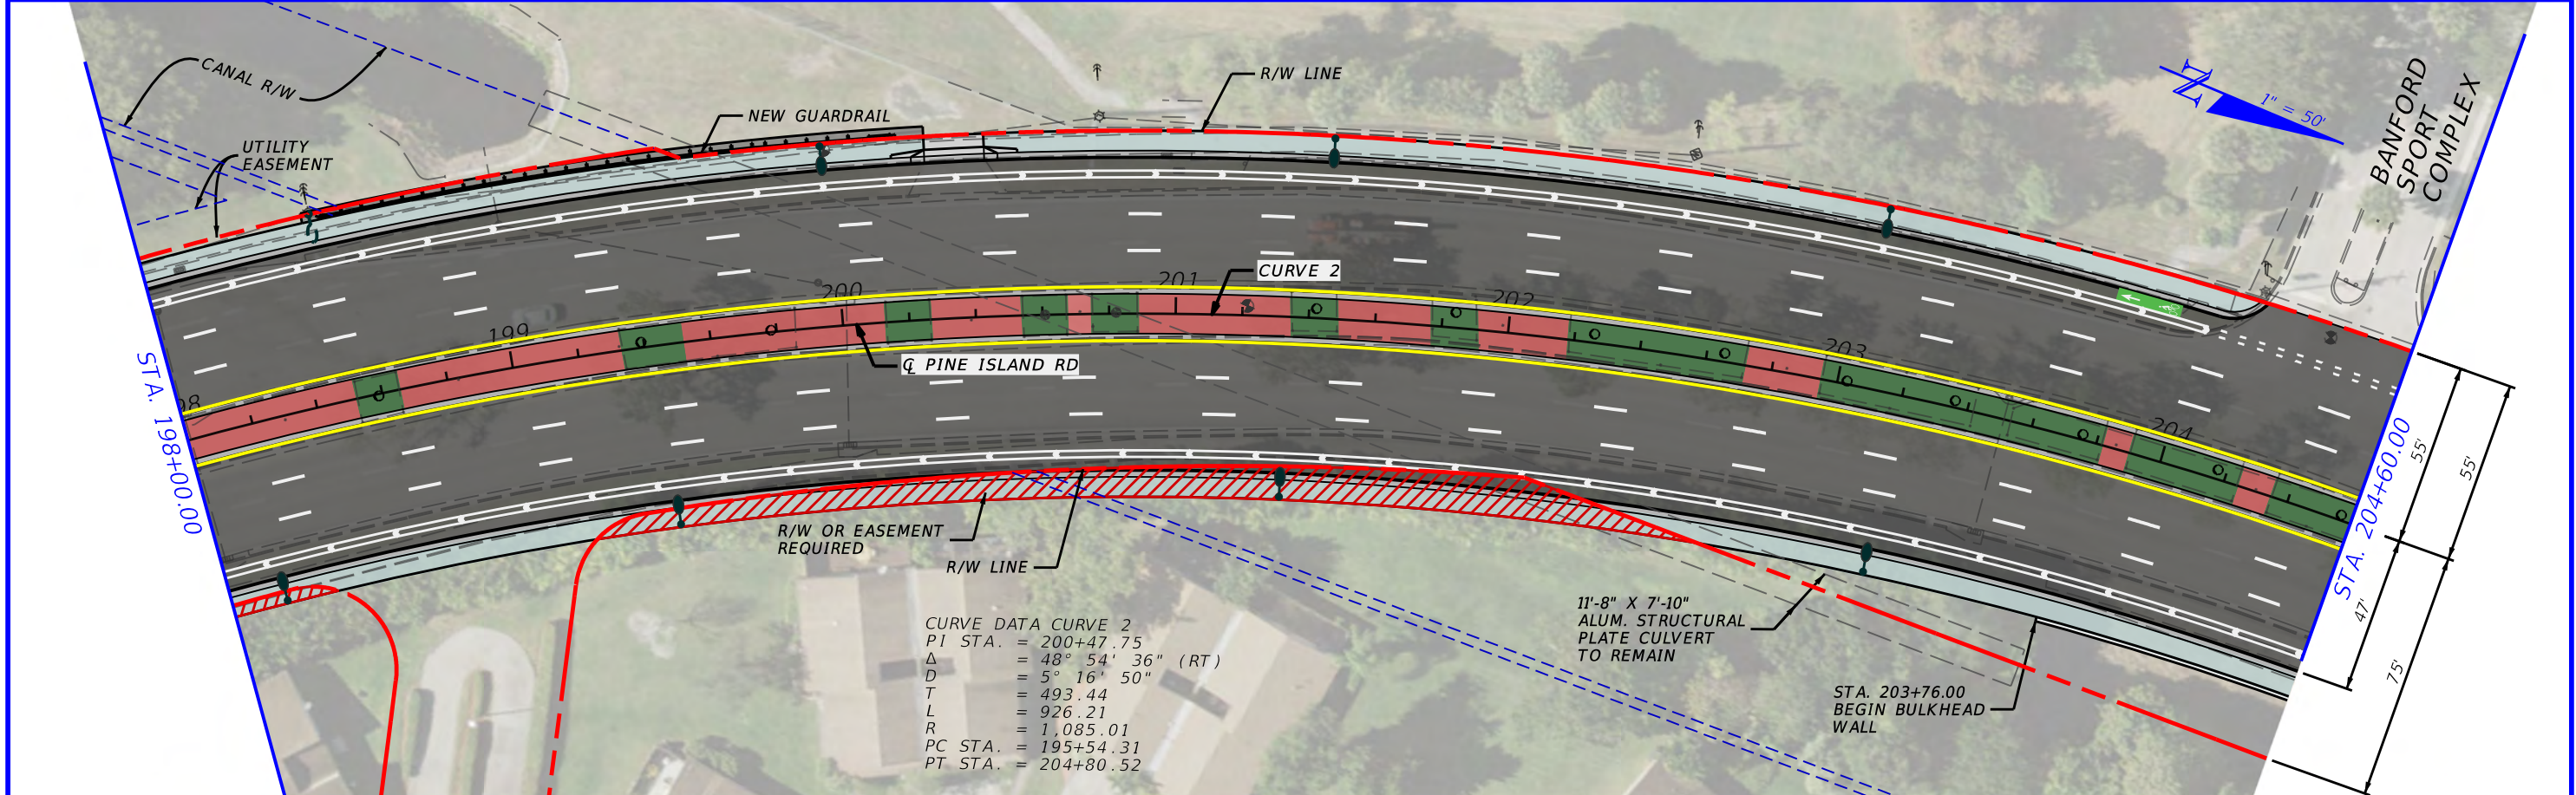 CANAL R/W
UTILITY
EASEMENT
NEW GUARDRAIL
R/W LINE
1" = 50'
BANFORD
SPORT
COMPLEX
CURVE 2
℄ PINE ISLAND RD
98
199
200
201
202
203
204
STA. 198+00.00
STA. 204+60.00
55'
55'
47'
75'
R/W OR EASEMENT
REQUIRED
R/W LINE
11'-8" X 7'-10"
ALUM. STRUCTURAL
PLATE CULVERT
TO REMAIN
STA. 203+76.00
BEGIN BULKHEAD
WALL
CURVE DATA CURVE 2
PI STA. = 200+47.75
Δ = 48° 54' 36" (RT)
D = 5° 16' 50"
T = 493.44
L = 926.21
R = 1,085.01
PC STA. = 195+54.31
PT STA. = 204+80.52